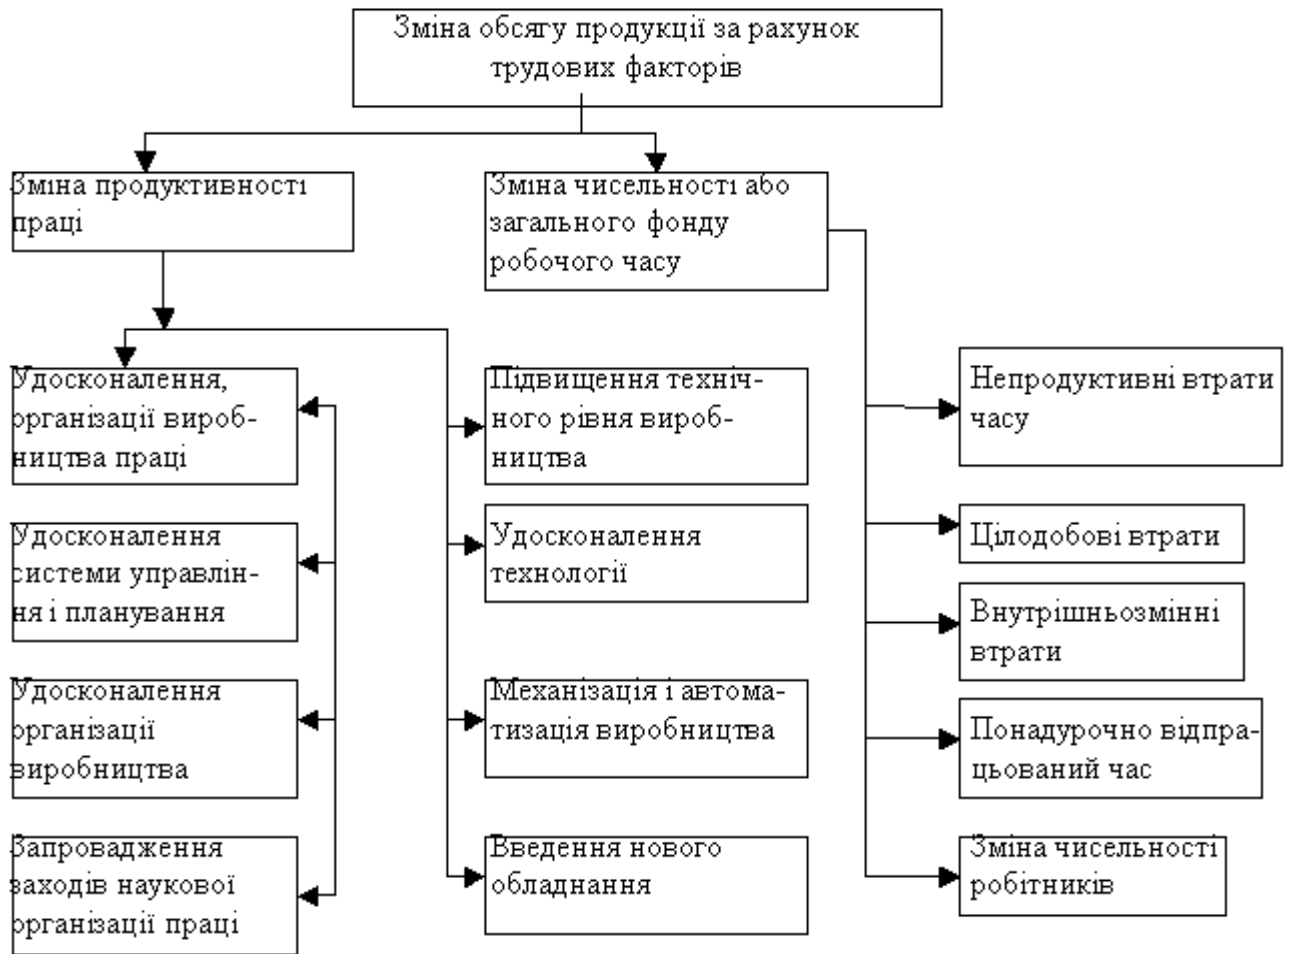 Зміна обсягу продукції за рахунок
трудових факторів
Зміна продуктивності
праці
Зміна чисельності або
загального фонду
робочого часу
Удосконалення,
організації вироб-
ництва праці
Удосконалення
системи управлін-
ня і планування
Удосконалення
організації
виробництва
Запровадження
заходів наукової
організації праці
Підвищення техніч-
ного рівня вироб-
ництва
Удосконалення
технології
Механізація і автома-
тизація виробництва
Введення нового
обладнання
Непродуктивні втрати
часу
Цілодобові втрати
Внутрішньозмінні
втрати
Понадурочно відпра-
цьований час
Зміна чисельності
робітників